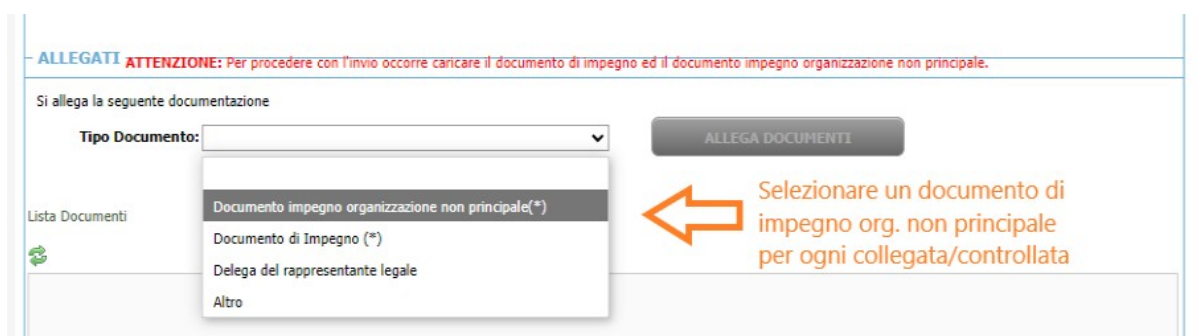 ALLEGATI ATTENZIONE: Per procedere con l'invio occorre caricare il documento di impegno ed il documento impegno organizzazione non principale.
Si allega la seguente documentazione
Tipo Documento:
ALLEGA DOCUMENTI
Documento impegno organizzazione non principale(*)
Documento di Impegno (*)
Delega del rappresentante legale
Altro
Lista Documenti
Selezionare un documento di
impegno org. non principale
per ogni collegata/controllata